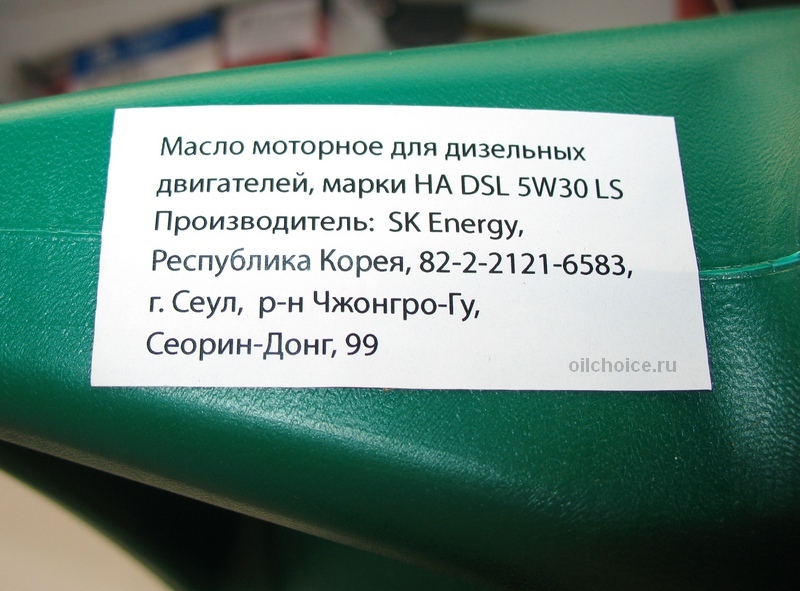 Масло моторное для дизельных
двигателей, марки HA DSL 5W30 LS
Производитель: SK Energy,
Республика Корея, 82-2-2121-6583,
г. Сеул, р-н Чжонгро-Гу,
Сеорин-Донг, 99
oilchoice.ru